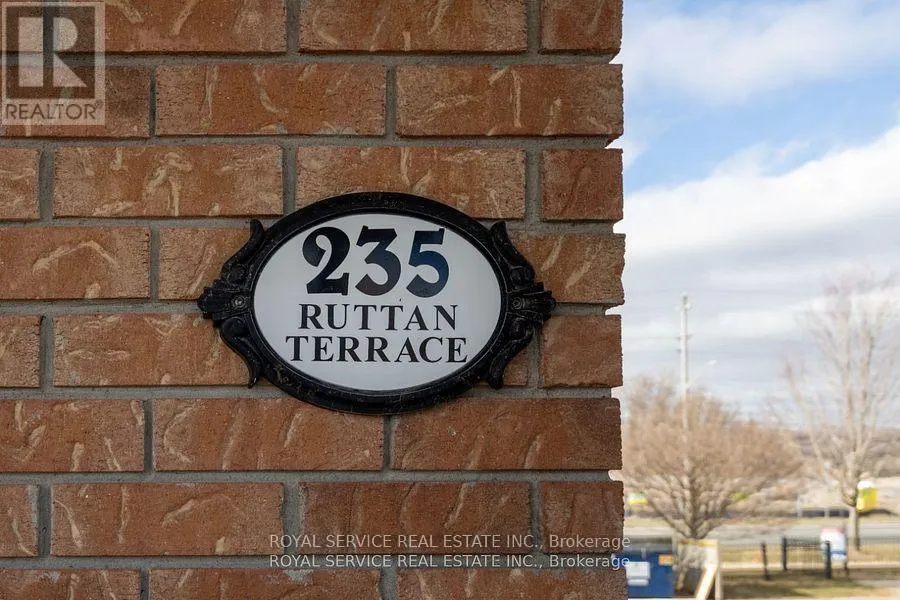 R
REALTOR
235
RUTTAN
TERRACE
ROYAL SERVICE REAL ESTATE INC., Brokerage
ROYAL SERVICE REAL ESTATE INC., Brokerage